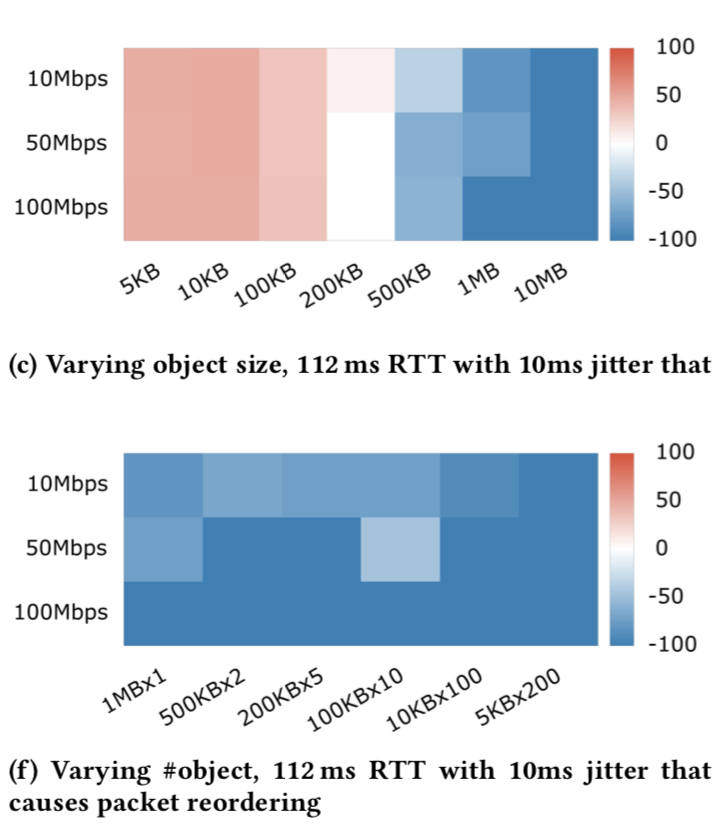 10Mbps
50Mbps
100Mbps
5KB
10KB
100KB
200KB
500KB
1MB
10MB
100
50
0
-50
-100
(c) Varying object size, 112 ms RTT with 10ms jitter that
10Mbps
50Mbps
100Mbps
1MBx1
500KBx2
200KBx5
100KBx10
10KBx100
5KBx200
100
50
0
-50
-100
(f) Varying #object, 112 ms RTT with 10ms jitter that
causes packet reordering